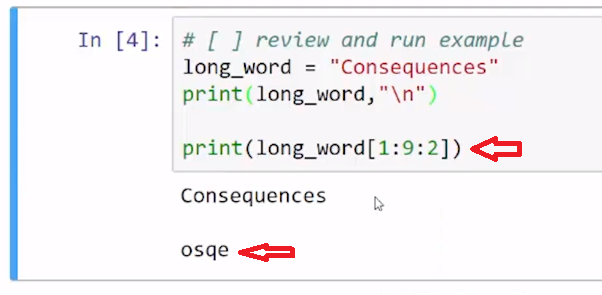 In [4]: # [ ] review and run example
long_word = "Consequences"
print(long_word,"\n")
print(long_word[1:9:2])
Consequences
osqe